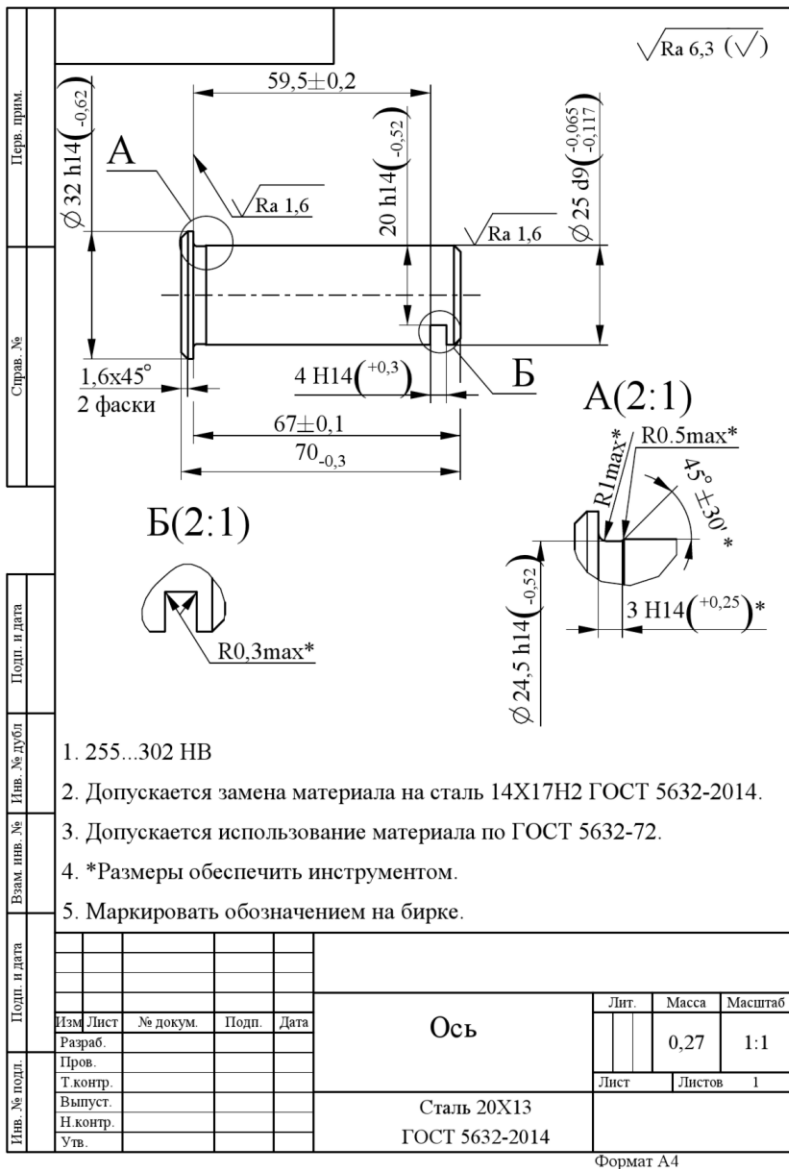 Ra 6,3 (√)
59,5±0,2
⌀ 32 h14(-0,62)
А
Ra 1,6
20 h14(-0,52)
⌀ 25 d9(-0,065 -0,117)
Ra 1,6
1,6х45°
2 фаски
4 H14(+0,3)
Б
67±0,1
70-0,3
А(2:1)
R1max*
R0.5max*
45°±30'*
⌀ 24,5 h14(-0,52)
3 H14(+0,25)*
Б(2:1)
R0,3max*
1. 255...302 НВ
2. Допускается замена материала на сталь 14Х17Н2 ГОСТ 5632-2014.
3. Допускается использование материала по ГОСТ 5632-72.
4. *Размеры обеспечить инструментом.
5. Маркировать обозначением на бирке.
Перв. прим.
Справ. №
Подп. и дата
Инв. № дубл
Взам. инв. №
Подп. и дата
Инв. № подл.
Изм Лист № докум. Подп. Дата
Разраб.
Пров.
Т.контр.
Выпуст.
Н.контр.
Утв.
Ось
Сталь 20Х13
ГОСТ 5632-2014
Лит. Масса Масштаб
0,27 1:1
Лист Листов 1
Формат А4